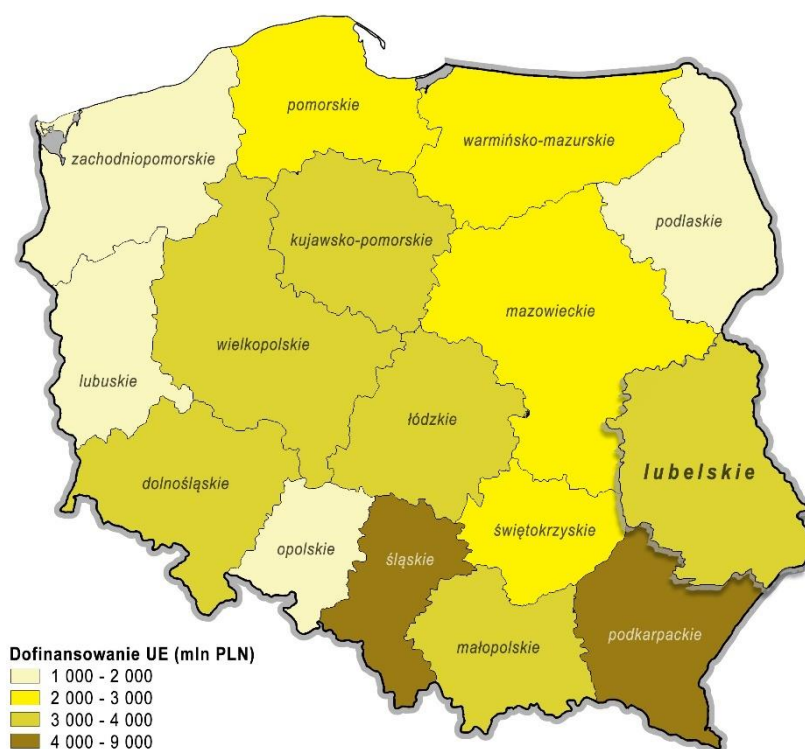 pomorskie
warmińsko-mazurskie
zachodniopomorskie
podlaskie
kujawsko-pomorskie
mazowieckie
wielkopolskie
lubuskie
łódzkie
lubelskie
dolnośląskie
świętokrzyskie
opolskie
śląskie
podkarpackie
małopolskie
Dofinansowanie UE (mln PLN)
1 000 - 2 000
2 000 - 3 000
3 000 - 4 000
4 000 - 9 000